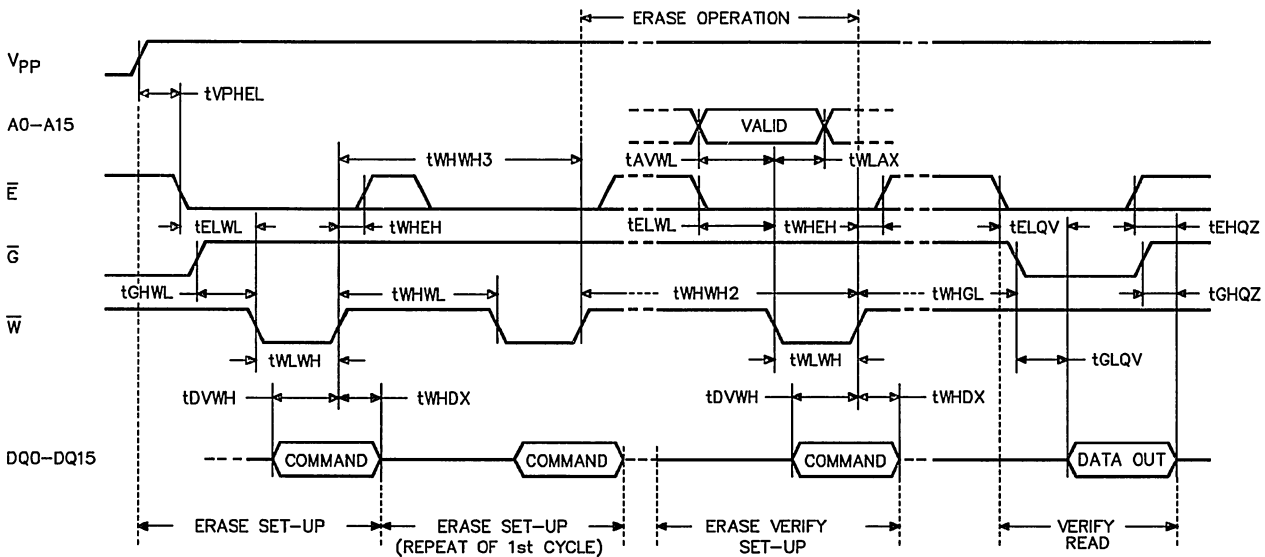 ERASE OPERATION
VPP
tVPHEL
A0–A15
VALID
tWHWH3
tAVWL
tWLAX
E
tELWL
tWHEH
tELWL
tWHEH
tELQV
tEHQZ
G
tGHWL
tWHWL
tWHWH2
tWHGL
tGHQZ
W
tWLWH
tWLWH
tGLQV
tDVWH
tWHDX
tDVWH
tWHDX
DQ0–DQ15
COMMAND
COMMAND
COMMAND
DATA OUT
ERASE SET–UP
ERASE SET–UP
(REPEAT OF 1st CYCLE)
ERASE VERIFY
SET–UP
VERIFY
READ